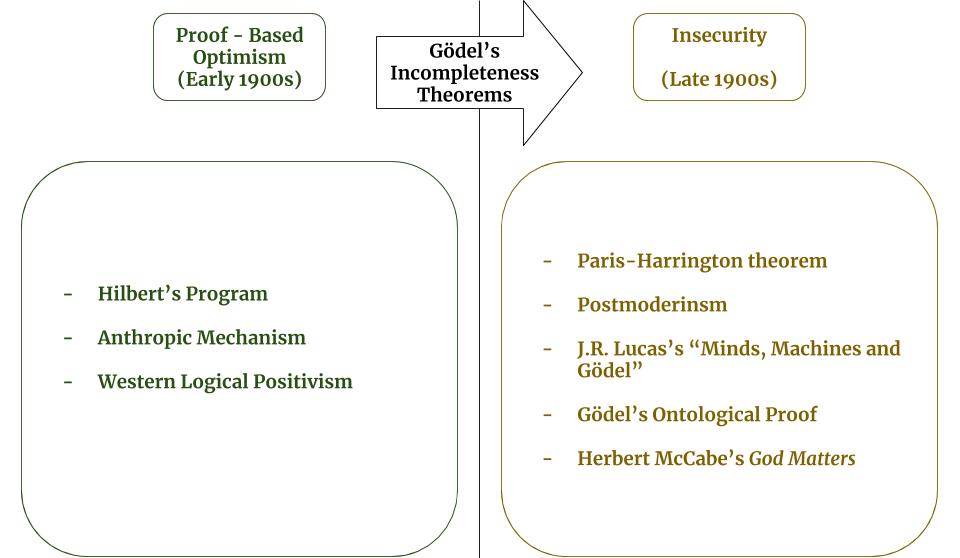 Proof - Based
Optimism
(Early 1900s)
Gödel's
Incompleteness
Theorems
Insecurity
(Late 1900s)
- Hilbert's Program
- Anthropic Mechanism
- Western Logical Positivism
- Paris-Harrington theorem
- Postmoderinsm
- J.R. Lucas's “Minds, Machines and
Gödel”
- Gödel's Ontological Proof
- Herbert McCabe's God Matters